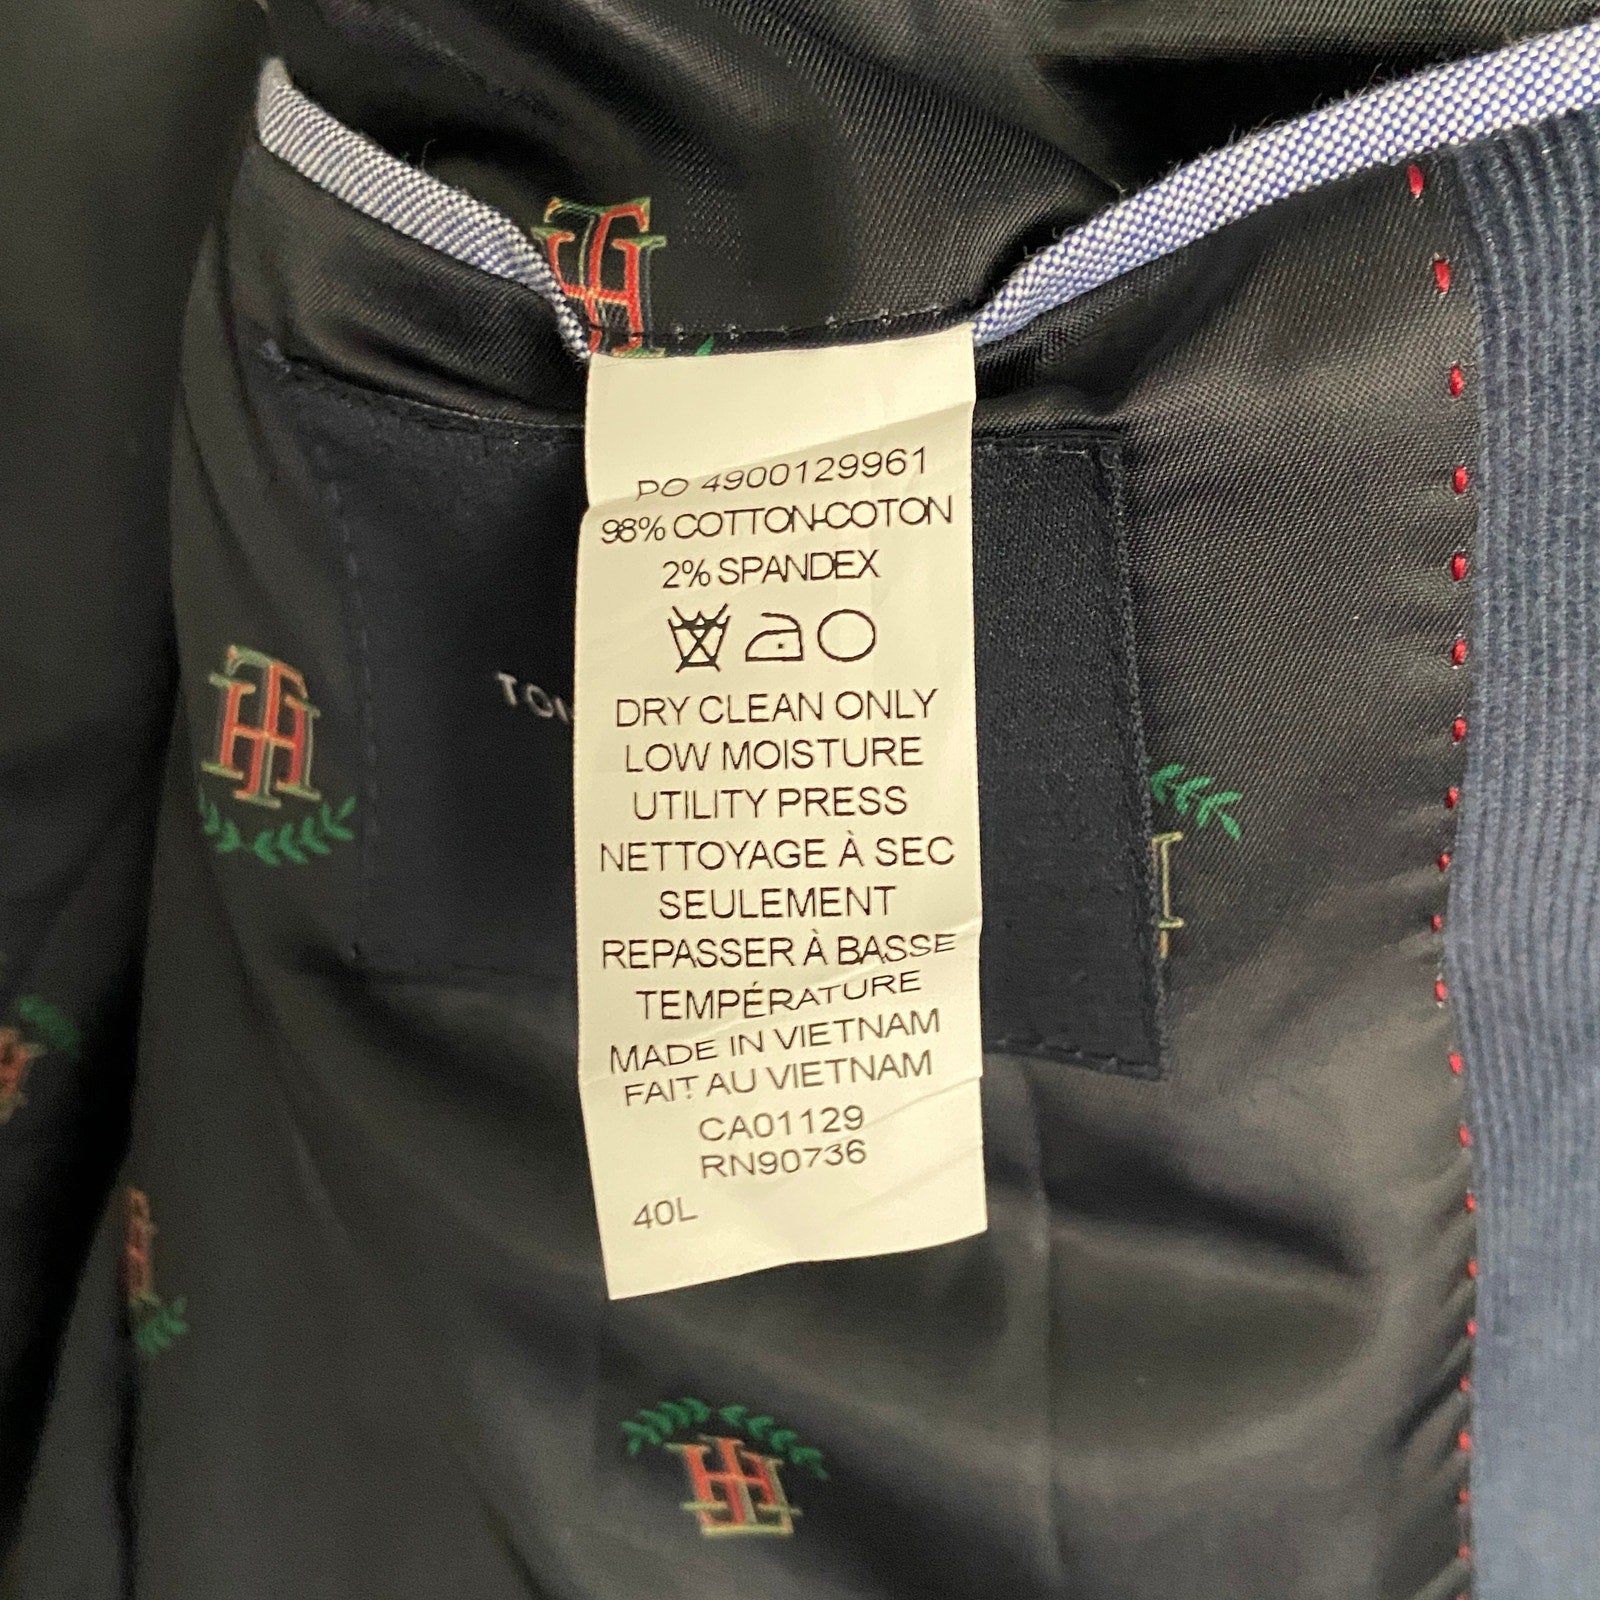 PO 4900129961
98% COTTON-COTON
2% SPANDEX
DRY CLEAN ONLY
LOW MOISTURE
UTILITY PRESS
NETTOYAGE À SEC
SEULEMENT
REPASSER À BASSE
TEMPÉRATURE
MADE IN VIETNAM
FAIT AU VIETNAM
CA01129
RN90736
40L